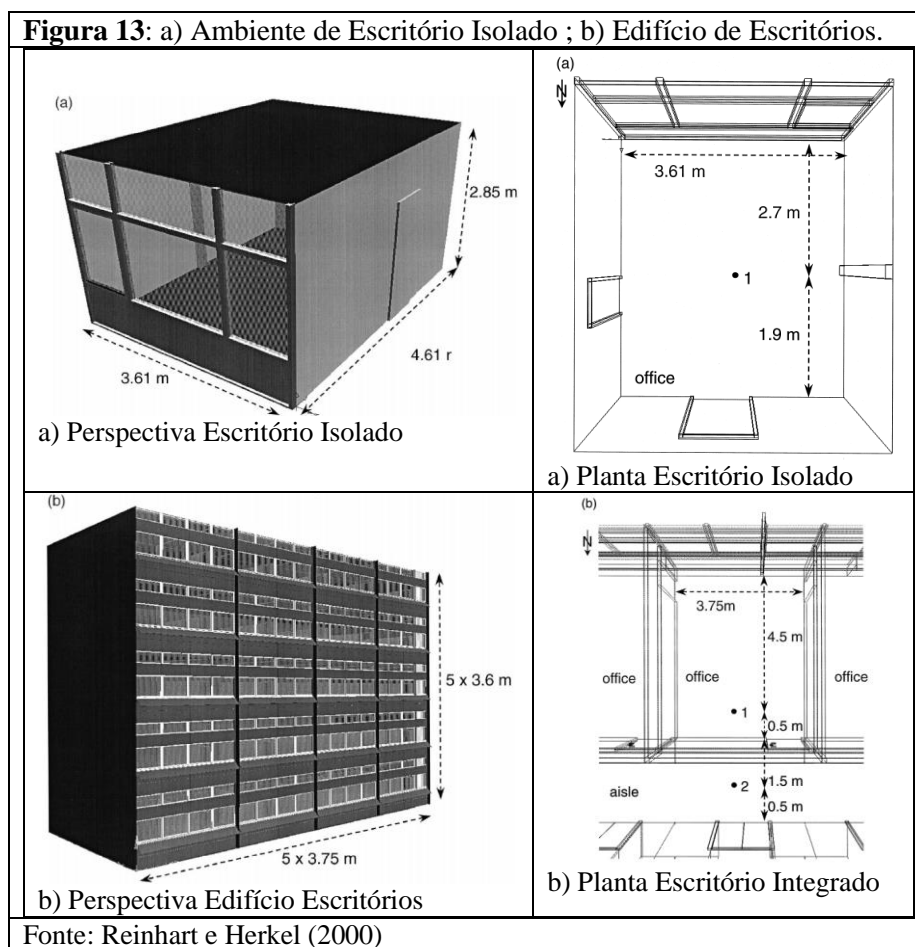 Figura 13: a) Ambiente de Escritório Isolado ; b) Edifício de Escritórios.
(a)
2.85 m
4.61 r
3.61 m
a) Perspectiva Escritório Isolado
(a)
N
3.61 m
2.7 m
1
1.9 m
office
a) Planta Escritório Isolado
(b)
5 x 3.6 m
5 x 3.75 m
b) Perspectiva Edifício Escritórios
(b)
N
3.75m
4.5 m
office
office
office
1
0.5 m
1.5 m
aisle
2
0.5 m
b) Planta Escritório Integrado
Fonte: Reinhart e Herkel (2000)